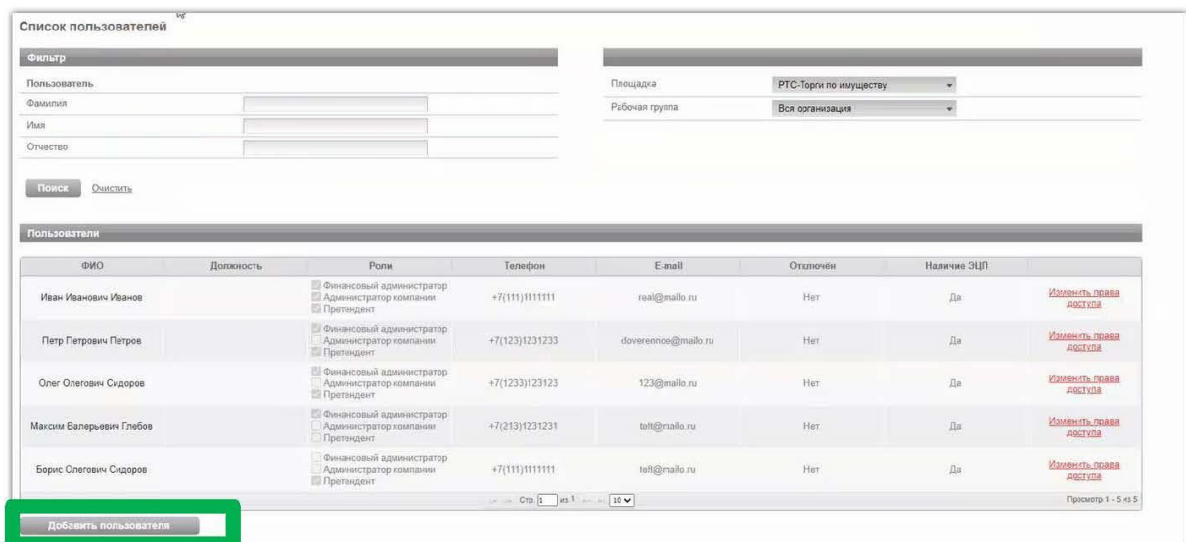 Список пользователей
Фильтр
Пользователь
Фамилия
Имя
Отчество
Площадка РТС-Торги по имуществу
Рабочая группа Вся организация
Поиск Очистить
Пользователи
ФИО Должность Роли Телефон E-mail Отключён Наличие ЭЦП
Иван Иванович Иванов Финансовый администратор Администратор компании Претендент +7(111)1111111 real@mailo.ru Нет Да Изменить права доступа
Петр Петрович Петров Финансовый администратор Администратор компании Претендент +7(123)1231233 doverennoe@mailo.ru Нет Да Изменить права доступа
Олег Олегович Сидоров Финансовый администратор Администратор компании Претендент +7(1233)123123 123@mailo.ru Нет Да Изменить права доступа
Максим Валерьевич Глебов Финансовый администратор Администратор компании Претендент +7(213)1231231 Нет Да Изменить права доступа
Борис Олегович Сидоров Финансовый администратор Администратор компании Претендент +7(111)1111111 Нет Да Изменить права доступа
Стр. 1 из 1 10 Просмотр 1 - 5 из 5
Добавить пользователя